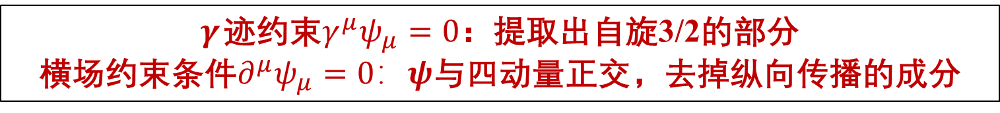 γ迹约束γ^μψ_μ = 0：提取出自旋3/2的部分
横场约束条件∂^μψ_μ = 0：ψ与四动量正交，去掉纵向传播的成分